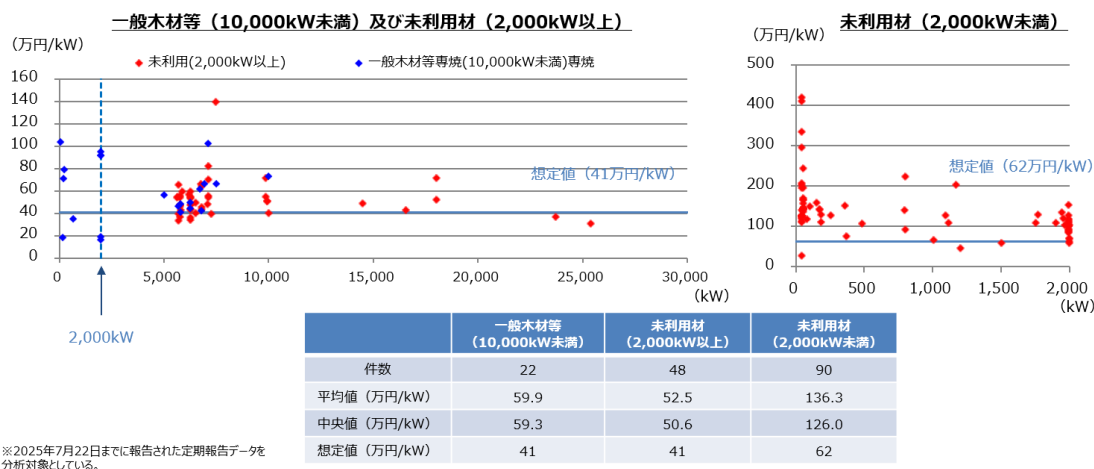 一般木材等（10,000kW未満）及び未利用材（2,000kW以上）
（万円/kW）
未利用(2,000kW以上)
一般木材等専焼(10,000kW未満)専焼
160
140
120
100
80
60
40
20
0
想定値（41万円/kW）
0
5,000
10,000
15,000
20,000
25,000
30,000
（kW）
2,000kW
未利用材（2,000kW未満）
（万円/kW）
500
400
300
200
100
0
想定値（62万円/kW）
0
500
1,000
1,500
2,000
（kW）
一般木材等
（10,000kW未満）
未利用材
（2,000kW以上）
未利用材
（2,000kW未満）
件数 22 48 90
平均値（万円/kW） 59.9 52.5 136.3
中央値（万円/kW） 59.3 50.6 126.0
想定値（万円/kW） 41 41 62
※2025年7月22日までに報告された定期報告データを
分析対象としている。